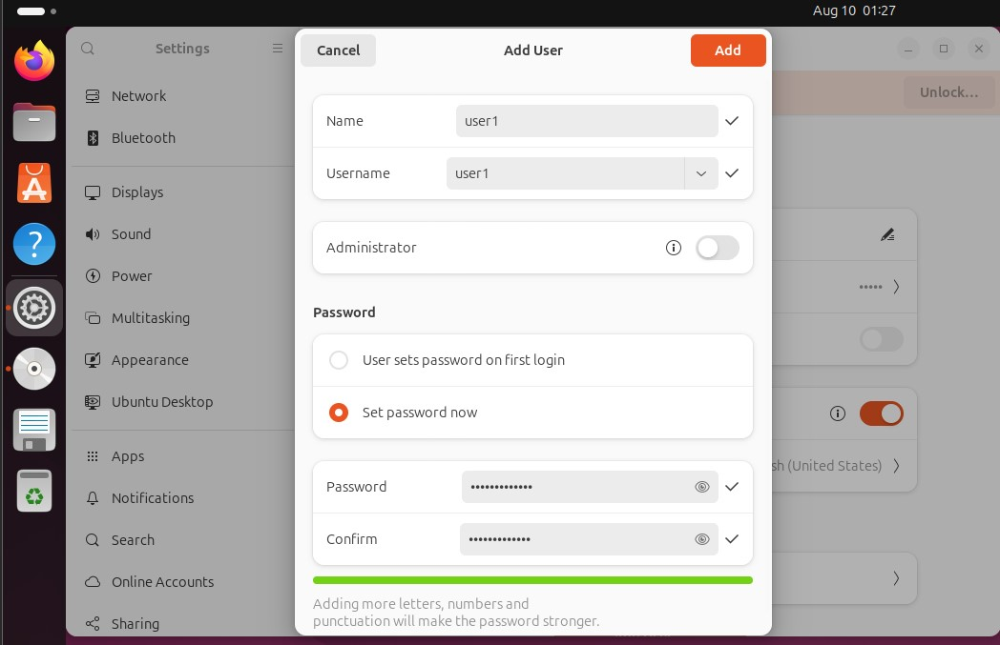 Aug 10 01:27
Settings
Cancel
Add User
Add
Unlock...
Network
Bluetooth
Displays
Sound
Power
Multitasking
Appearance
Ubuntu Desktop
Apps
Notifications
Search
Online Accounts
Sharing
Name
user1
Username
user1
Administrator
Password
User sets password on first login
Set password now
Password
•••••••••••••
Confirm
•••••••••••••
Adding more letters, numbers and
punctuation will make the password stronger.
•••••
sh (United States)